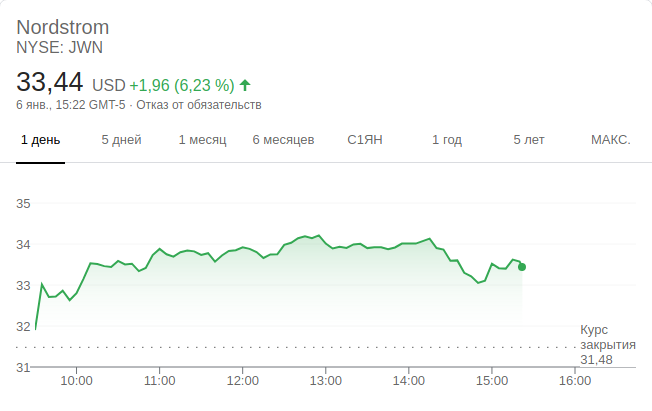 Nordstrom
NYSE: JWN
33,44 USD +1,96 (6,23 %)
6 янв., 15:22 GMT-5 · Отказ от обязательств
1 день 5 дней 1 месяц 6 месяцев С1ЯН 1 год 5 лет МАКС.
35
34
33
32
Курс
закрытия
31,48
31
10:00 11:00 12:00 13:00 14:00 15:00 16:00